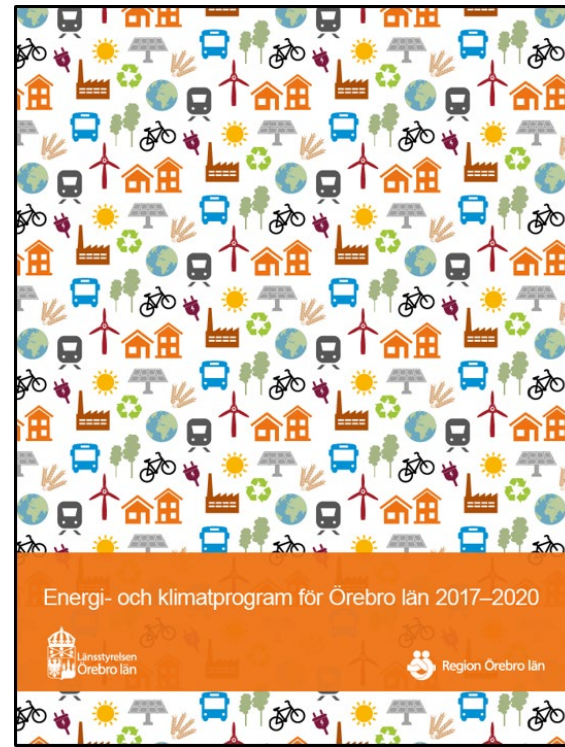 Energi- och klimatprogram för Örebro län 2017–2020
Länsstyrelsen
Örebro län
Region Örebro län